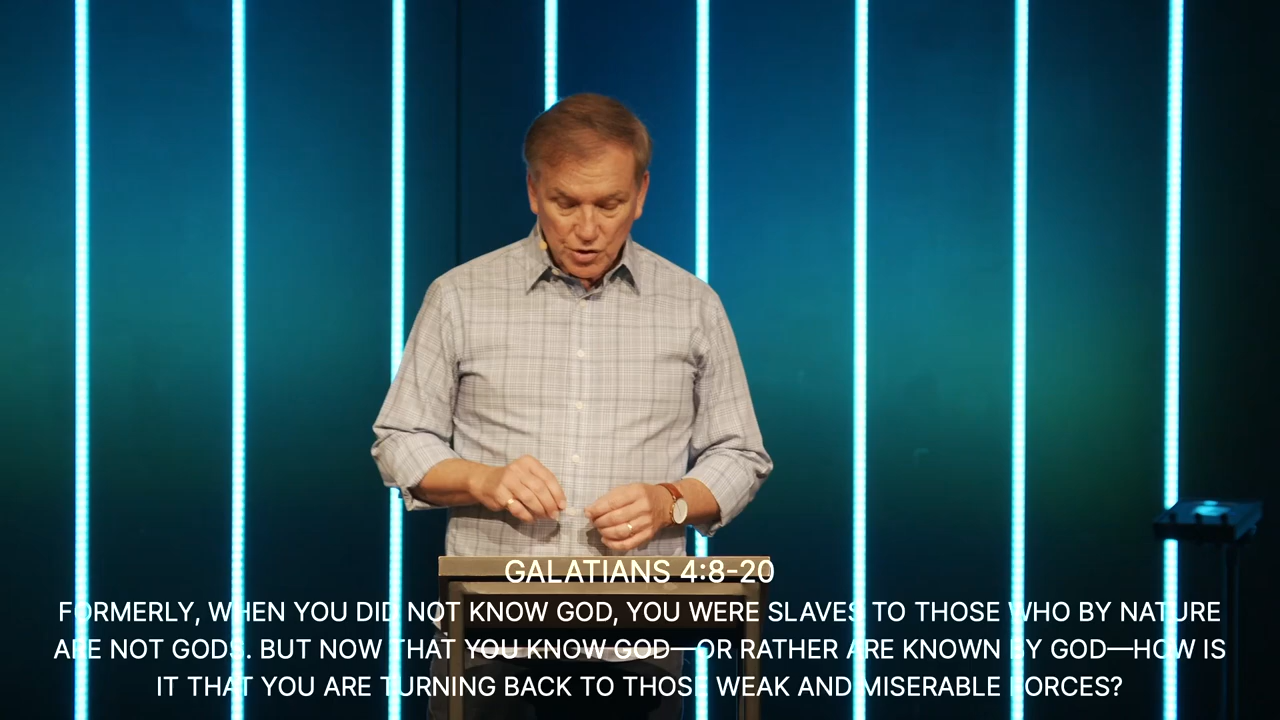 GALATIANS 4:8-20
FORMERLY, WHEN YOU DID NOT KNOW GOD, YOU WERE SLAVES TO THOSE WHO BY NATURE
ARE NOT GODS. BUT NOW THAT YOU KNOW GOD—OR RATHER ARE KNOWN BY GOD—HOW IS
IT THAT YOU ARE TURNING BACK TO THOSE WEAK AND MISERABLE FORCES?